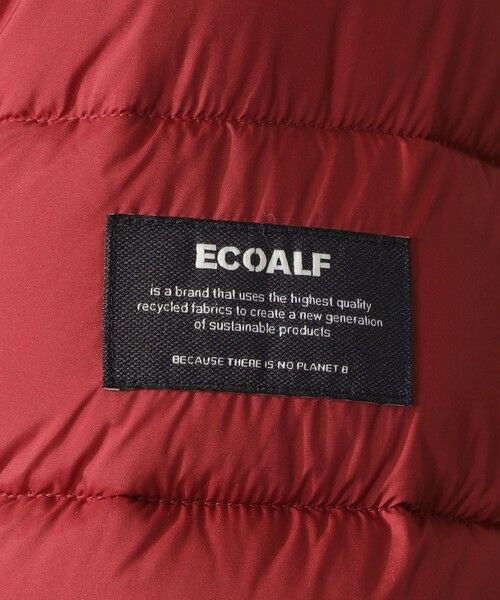 ECOALF
is a brand that uses the highest quality
recycled fabrics to create a new generation
of sustainable products
BECAUSE THERE IS NO PLANET B